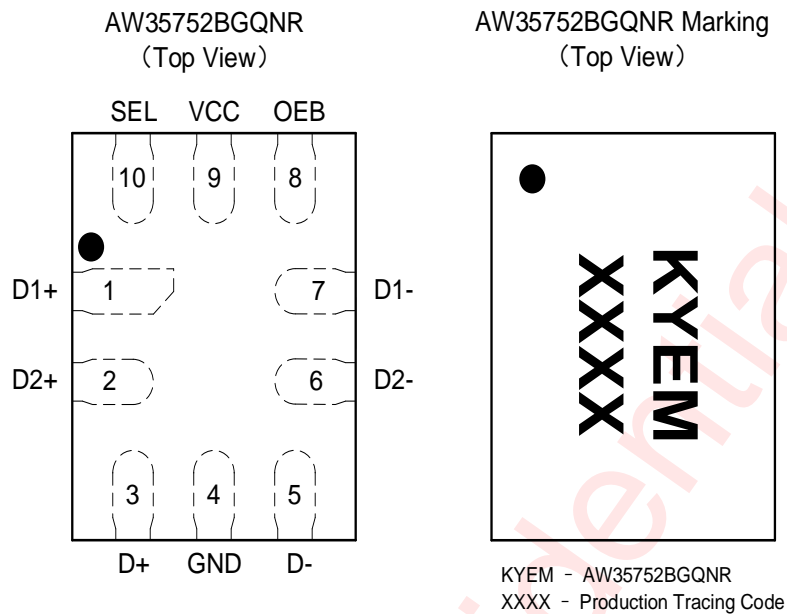 AW35752BGQNR
（Top View）
SEL VCC OEB
10 9 8
D1+ 1 7 D1-
D2+ 2 6 D2-
3 4 5
D+ GND D-
AW35752BGQNR Marking
（Top View）
KYEM
XXXX
KYEM - AW35752BGQNR
XXXX - Production Tracing Code
dential